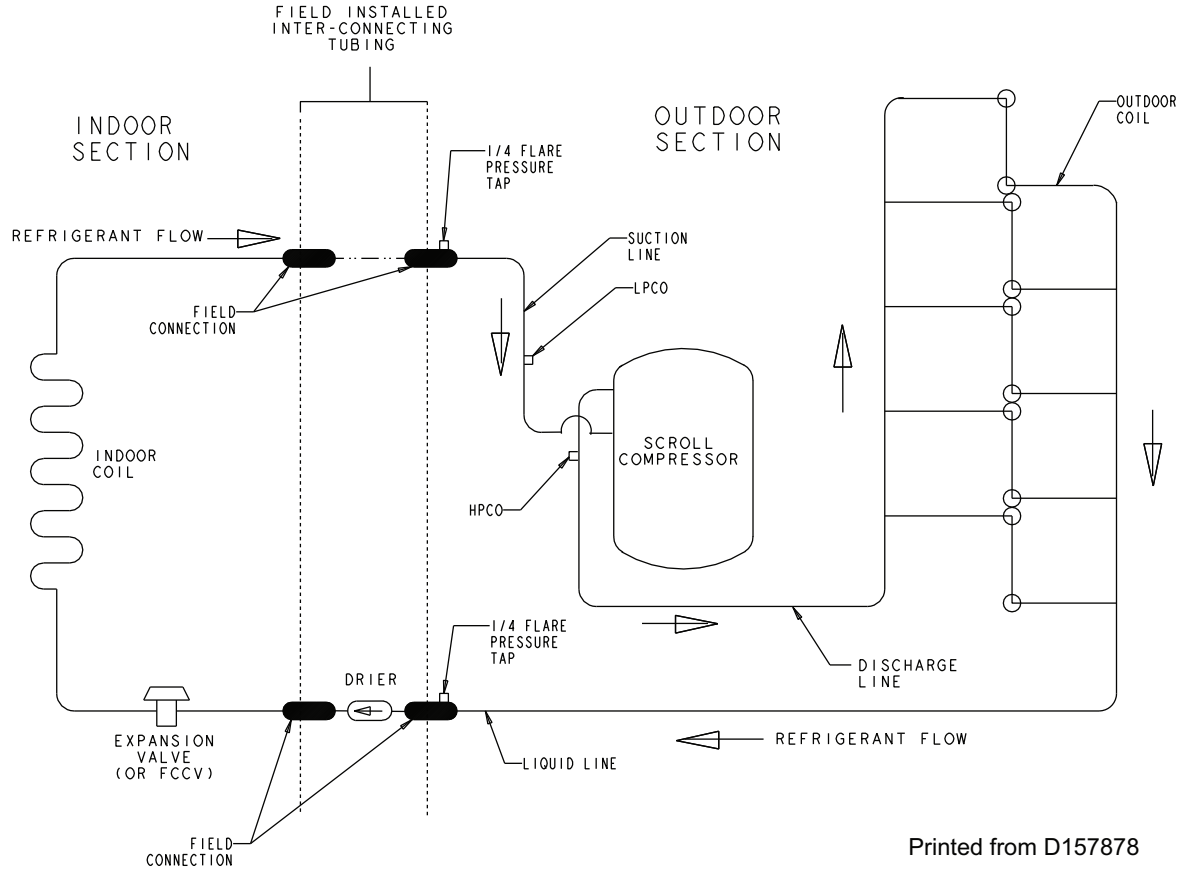 FIELD INSTALLED
INTER-CONNECTING
TUBING
INDOOR
SECTION
OUTDOOR
SECTION
OUTDOOR
COIL
1/4 FLARE
PRESSURE
TAP
REFRIGERANT FLOW
SUCTION
LINE
LPCO
FIELD
CONNECTION
INDOOR
COIL
SCROLL
COMPRESSOR
HPCO
1/4 FLARE
PRESSURE
TAP
DISCHARGE
LINE
DRIER
EXPANSION
VALVE
(OR FCCV)
LIQUID LINE
REFRIGERANT FLOW
FIELD
CONNECTION
Printed from D157878